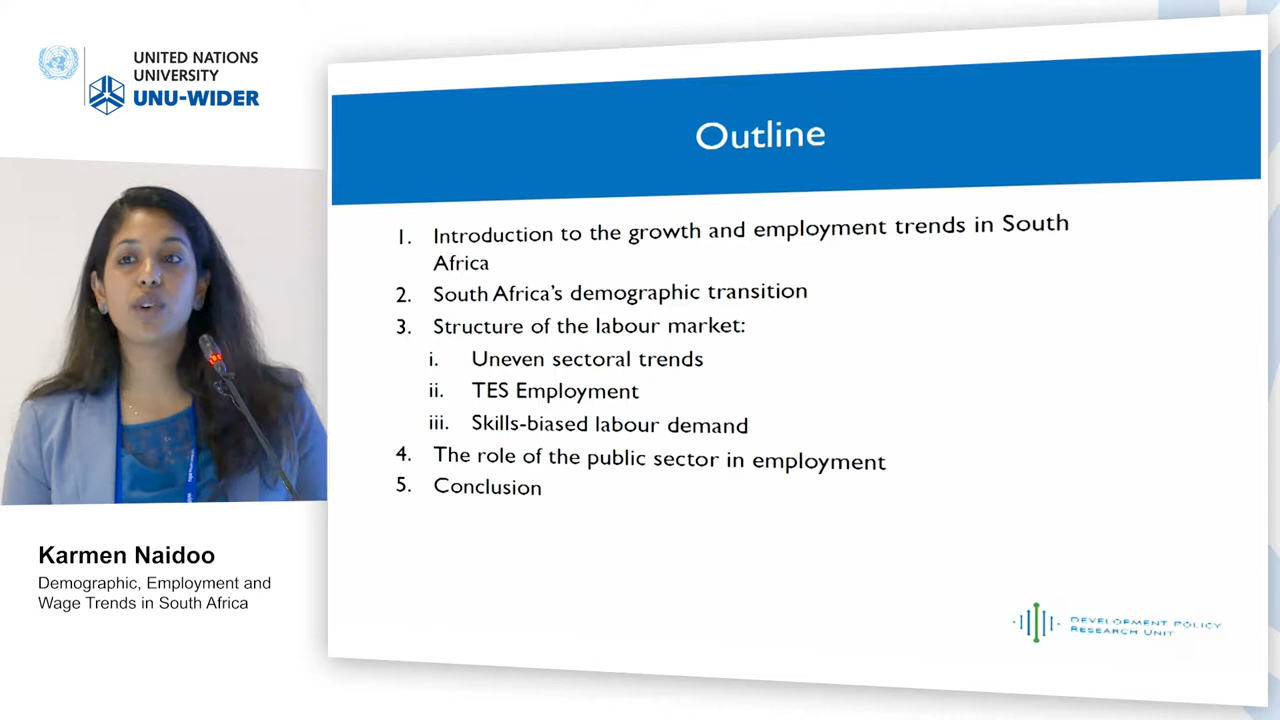 UNITED NATIONS
UNIVERSITY
UNU-WIDER
Outline
1. Introduction to the growth and employment trends in South
Africa
2. South Africa's demographic transition
3. Structure of the labour market:
i. Uneven sectoral trends
ii. TES Employment
iii. Skills-biased labour demand
4. The role of the public sector in employment
5. Conclusion
Karmen Naidoo
Demographic, Employment and
Wage Trends in South Africa
DEVELOPMENT POLICY
RESEARCH UNIT